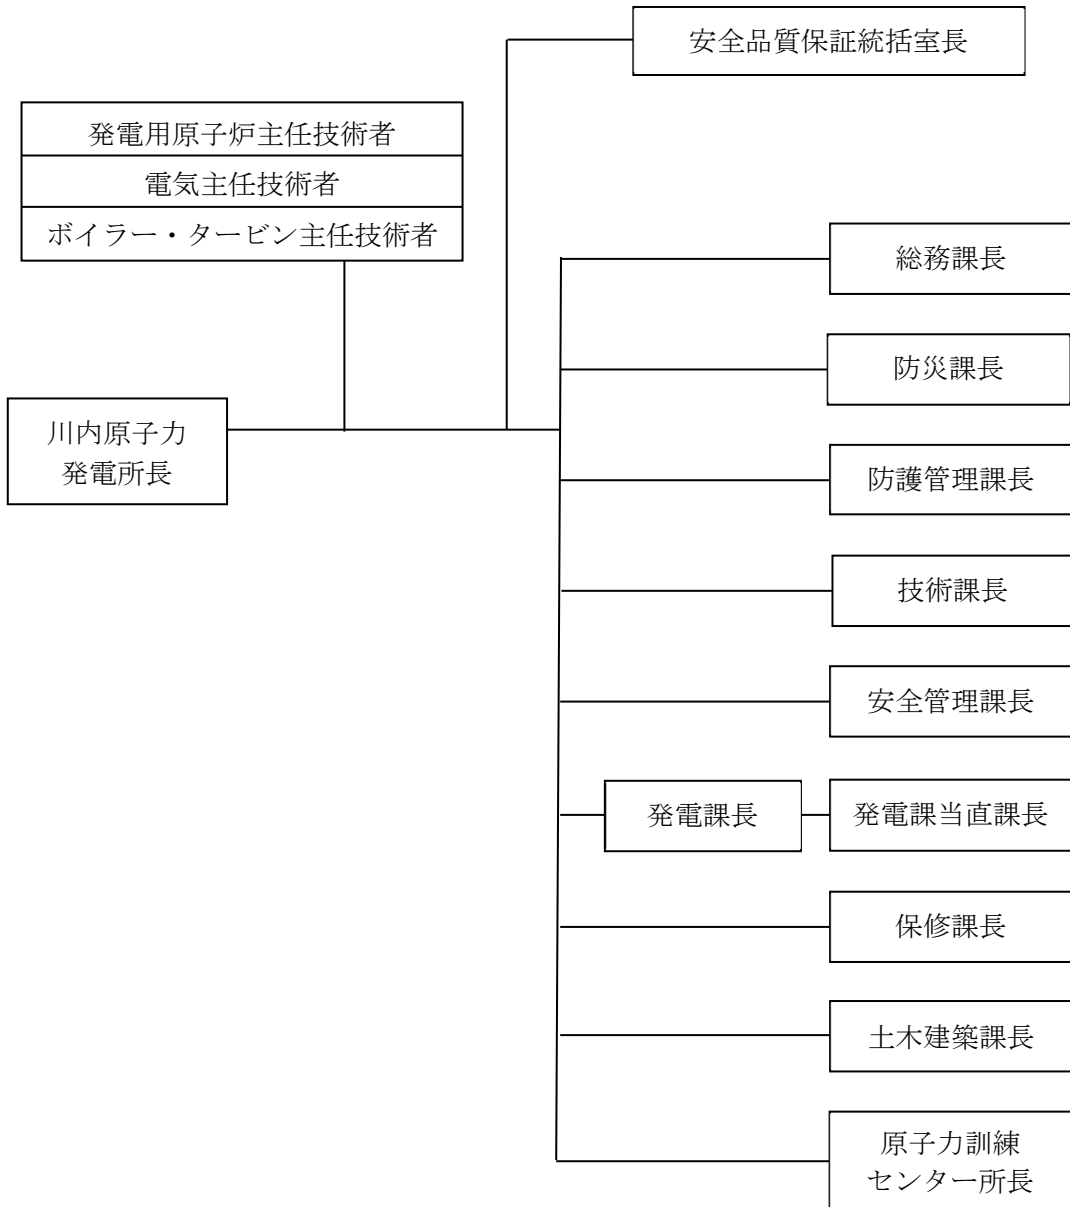 安全品質保証統括室長
発電用原子炉主任技術者
電気主任技術者
ボイラー・タービン主任技術者
川内原子力
発電所長
総務課長
防災課長
防護管理課長
技術課長
安全管理課長
発電課長
発電課当直課長
保修課長
土木建築課長
原子力訓練
センター所長